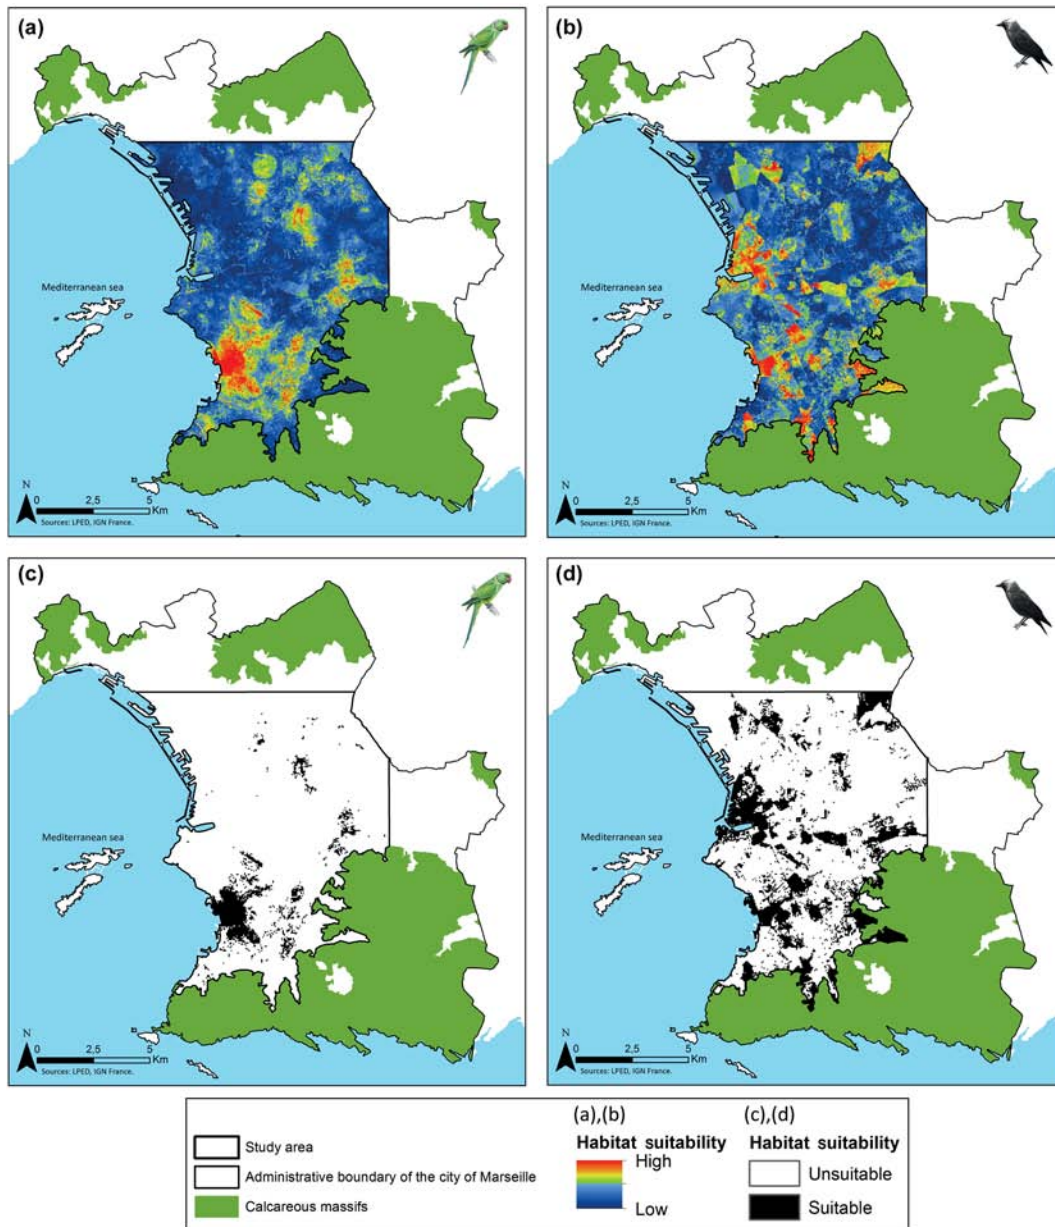 (a)
Mediterranean sea
N
0 2,5 5
Km
Sources: LPED, IGN France.
(b)
Mediterranean sea
N
0 2,5 5
Km
Sources: LPED, IGN France.
(c)
Mediterranean sea
N
0 2,5 5
Km
Sources: LPED, IGN France.
(d)
Mediterranean sea
N
0 2,5 5
Km
Sources: LPED, IGN France.
Study area
Administrative boundary of the city of Marseille
Calcareous massifs
(a),(b)
Habitat suitability
High
Low
(c),(d)
Habitat suitability
Unsuitable
Suitable